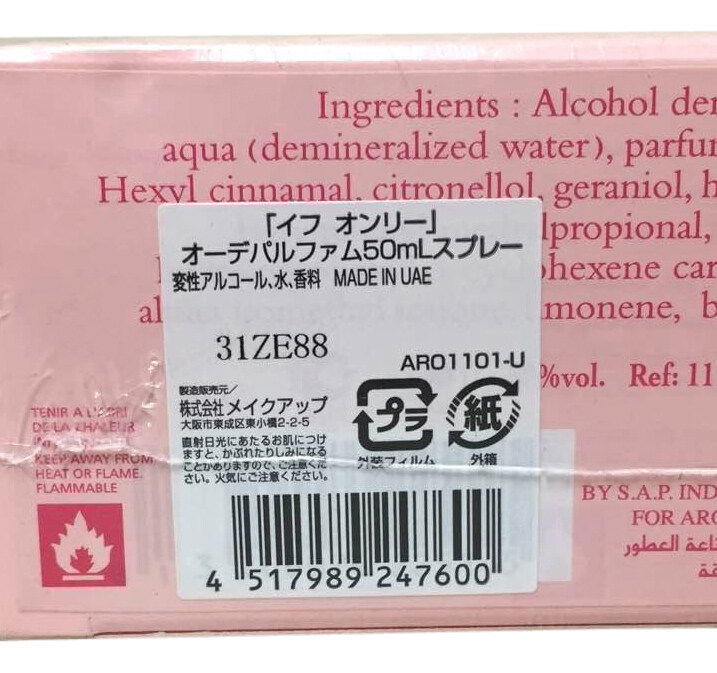 Ingredients : Alcohol
aqua (demineralized water), parfum
Hexyl cinnamal, citronellol, geraniol,
lpropional,
hexene
monene,
%vol. Ref: 11
「イフ オンリー」
オーデパルファム50mLスプレー
変性アルコール、水、香料 MADE IN UAE
31ZE88
ARO1101-U
製造販売元/
株式会社メイクアップ
大阪市東成区東小橋2-2-5
直射日光にあたるお肌につけ
ますと、かぶれたりしみになる
ことがありますので、ご注意くだ
さい。火気にご注意ください。
プラ
外装フィルム
紙
外箱
4 517989 247600
TENIR A L'ABRI
DE LA CHALEUR
KEEP AWAY FROM
HEAT OR FLAME.
FLAMMABLE
BY S.A.P. IND
FOR ARO
اعة العطور